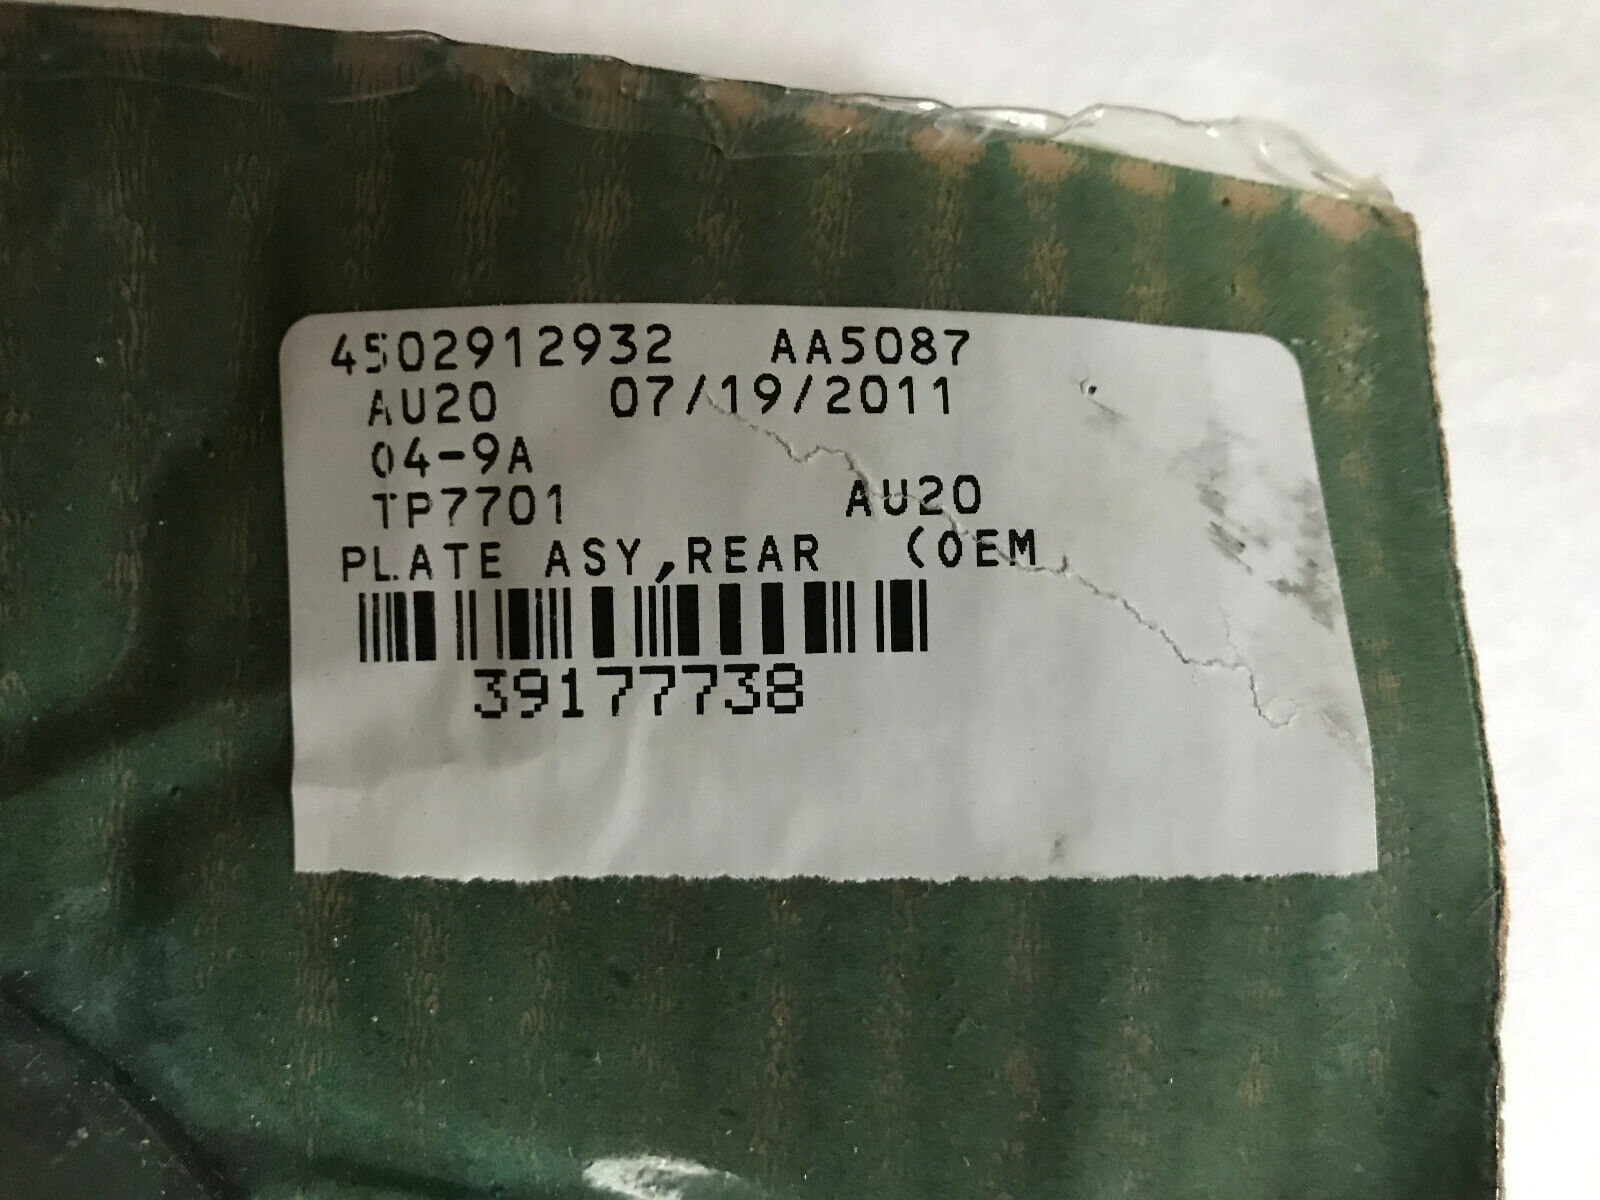 4502912932 AA5087
AU20 07/19/2011
04-9A
TP7701 AU20
PLATE ASY,REAR (OEM
39177738